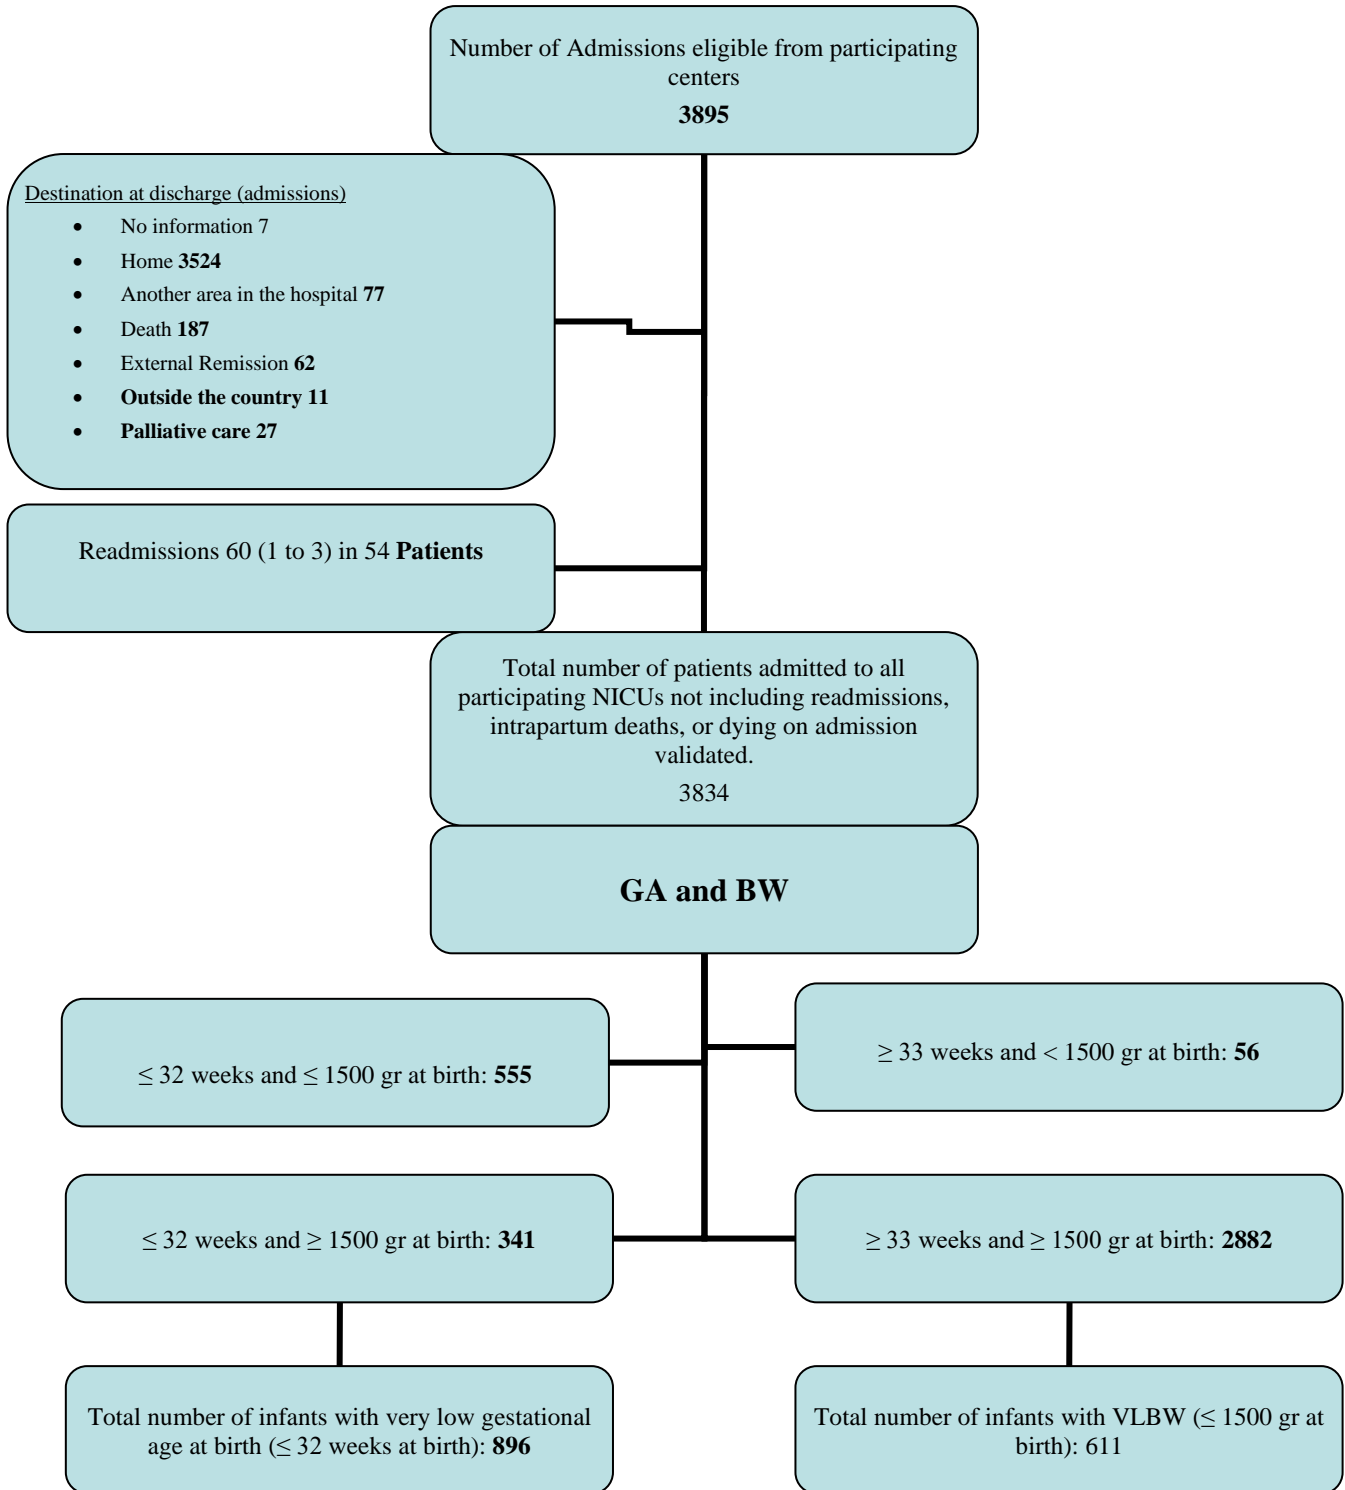 Number of Admissions eligible from participating
centers
3895
Destination at discharge (admissions)
• No information 7
• Home 3524
• Another area in the hospital 77
• Death 187
• External Remission 62
• Outside the country 11
• Palliative care 27
Readmissions 60 (1 to 3) in 54 Patients
Total number of patients admitted to all
participating NICUs not including readmissions,
intrapartum deaths, or dying on admission
validated.
3834
GA and BW
≤ 32 weeks and ≤ 1500 gr at birth: 555
≥ 33 weeks and < 1500 gr at birth: 56
≤ 32 weeks and ≥ 1500 gr at birth: 341
≥ 33 weeks and ≥ 1500 gr at birth: 2882
Total number of infants with very low gestational
age at birth (≤ 32 weeks at birth): 896
Total number of infants with VLBW (≤ 1500 gr at
birth): 611